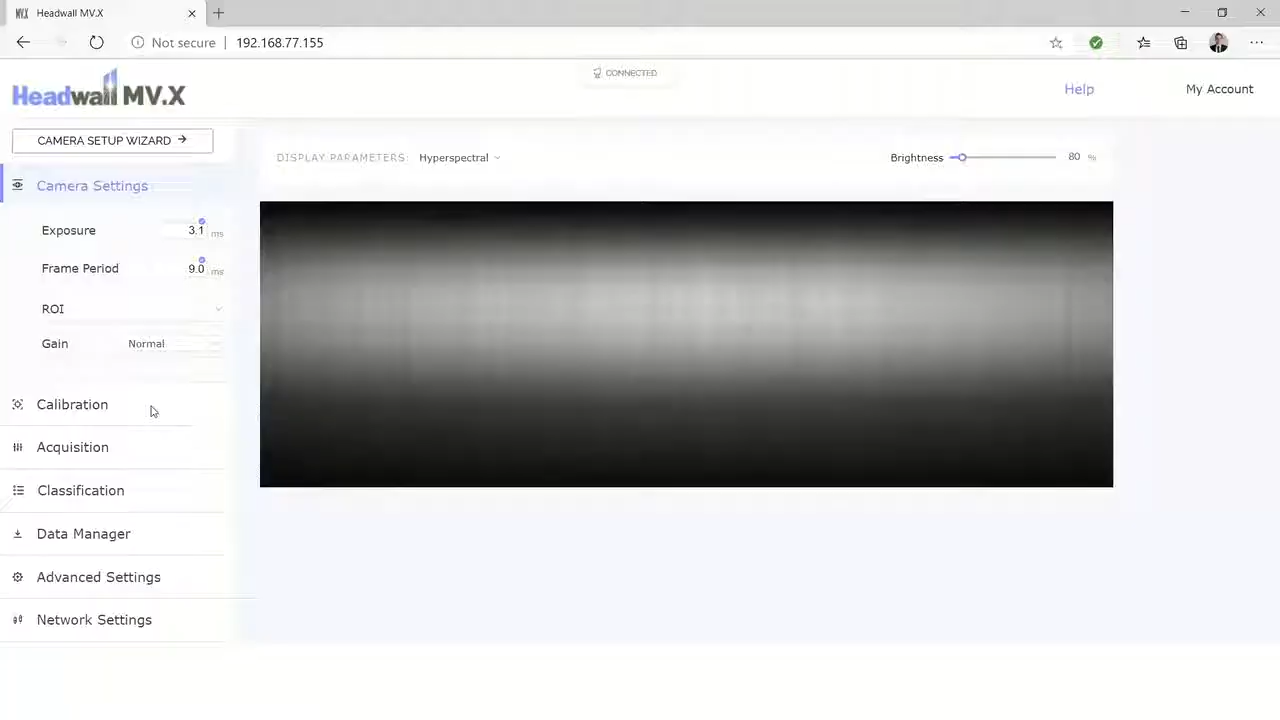 MV.X Headwall MV.X
Not secure | 192.168.77.155
Headwall MV.X
CONNECTED
Help
My Account
CAMERA SETUP WIZARD
DISPLAY PARAMETERS: Hyperspectral
Brightness 80 %
Camera Settings
Exposure 3.1 ms
Frame Period 9.0 ms
ROI
Gain Normal
Calibration
Acquisition
Classification
Data Manager
Advanced Settings
Network Settings